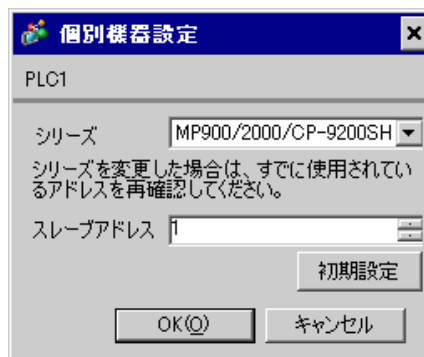 個別機器設定
PLC1
シリーズ MP900/2000/CP-9200SH
シリーズを変更した場合は、すでに使用されてい
るアドレスを再確認してください。
スレーブアドレス 1
初期設定
OK(O) キャンセル